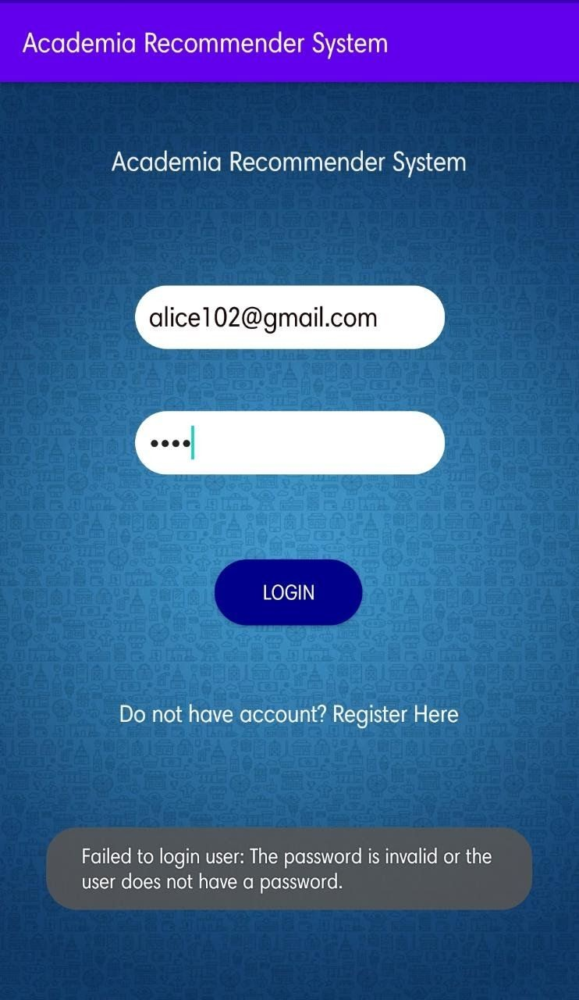 Academia Recommender System
Academia Recommender System
alice102@gmail.com
••••
LOGIN
Do not have account? Register Here
Failed to login user: The password is invalid or the
user does not have a password.